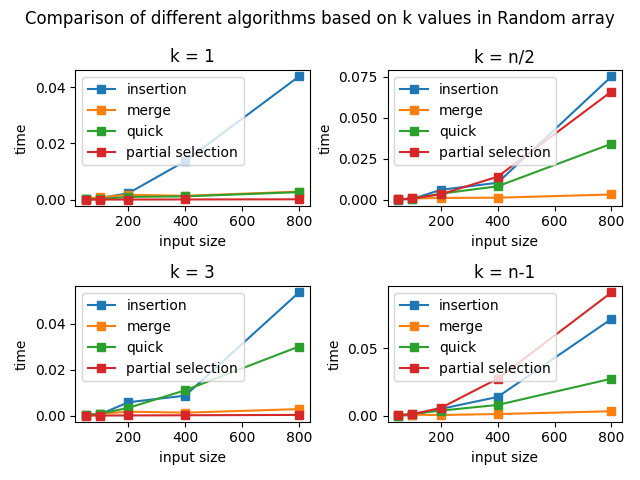 Comparison of different algorithms based on k values in Random array
k = 1
time
0.04
0.02
0.00
insertion
merge
quick
partial selection
200 400 600 800
input size
k = n/2
time
0.075
0.050
0.025
0.000
insertion
merge
quick
partial selection
200 400 600 800
input size
k = 3
time
0.04
0.02
0.00
insertion
merge
quick
partial selection
200 400 600 800
input size
k = n-1
time
0.05
0.00
insertion
merge
quick
partial selection
200 400 600 800
input size